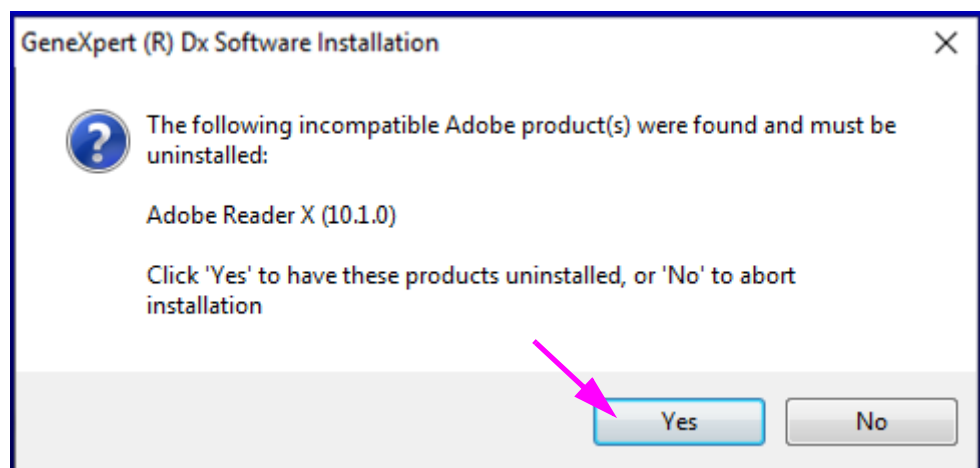 GeneXpert (R) Dx Software Installation
The following incompatible Adobe product(s) were found and must be
uninstalled:
Adobe Reader X (10.1.0)
Click 'Yes' to have these products uninstalled, or 'No' to abort
installation
Yes No